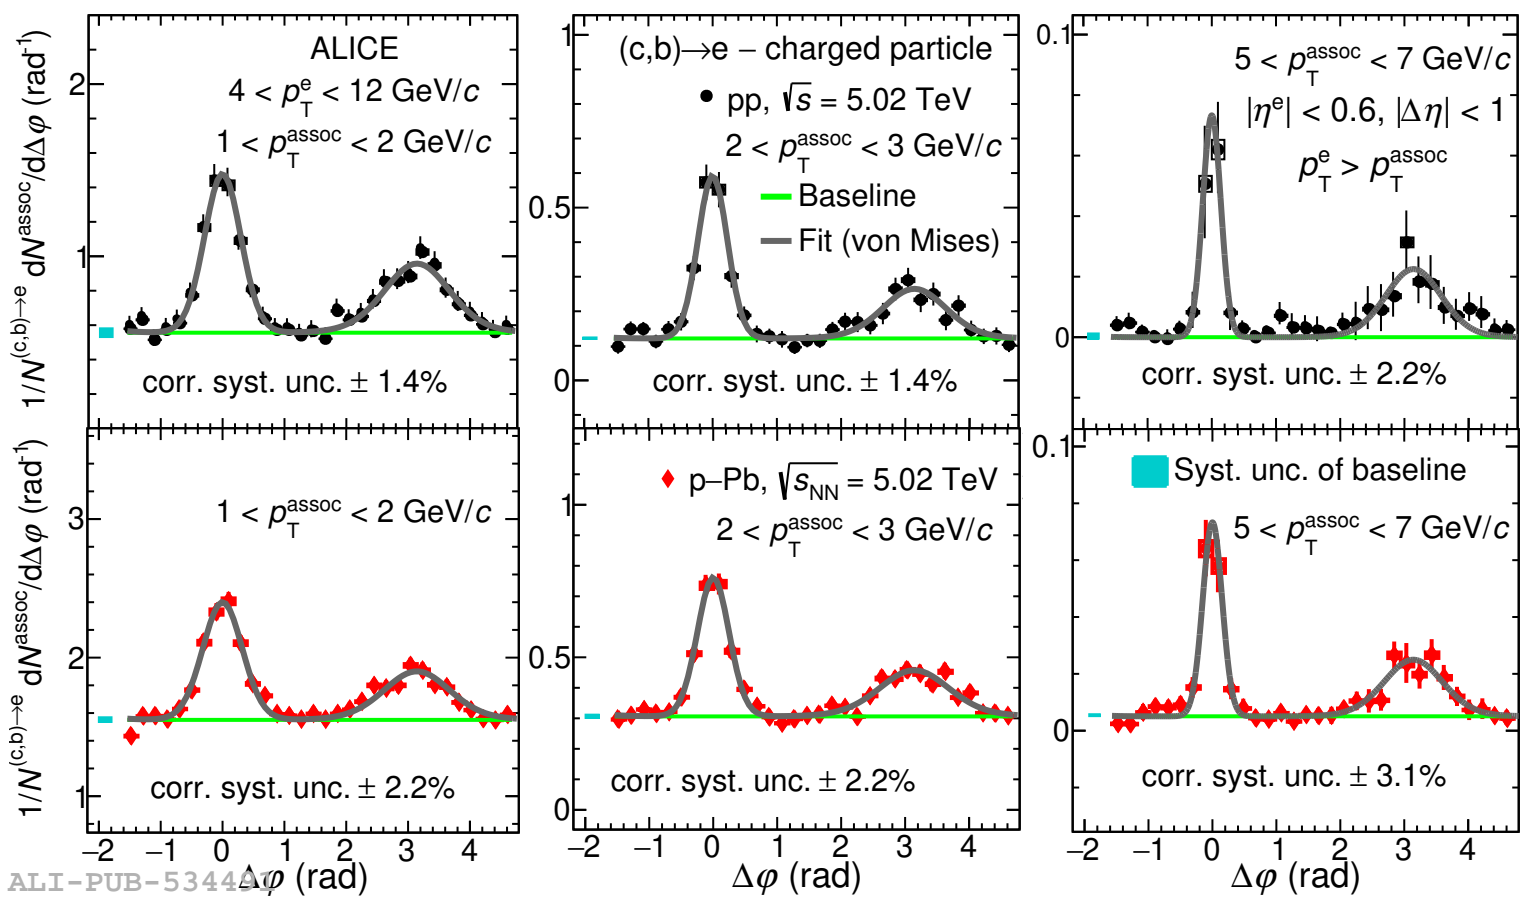 1/N^(c,b)→e dN^assoc/dΔφ (rad^-1)
2
1
ALICE
4 < p_T^e < 12 GeV/c
1 < p_T^assoc < 2 GeV/c
corr. syst. unc. ± 1.4%
1
0.5
0
(c,b)→e − charged particle
pp, √s = 5.02 TeV
2 < p_T^assoc < 3 GeV/c
Baseline
Fit (von Mises)
corr. syst. unc. ± 1.4%
0.1
0
5 < p_T^assoc < 7 GeV/c
|η^e| < 0.6, |Δη| < 1
p_T^e > p_T^assoc
corr. syst. unc. ± 2.2%
1/N^(c,b)→e dN^assoc/dΔφ (rad^-1)
3
2
1
1 < p_T^assoc < 2 GeV/c
corr. syst. unc. ± 2.2%
−2 −1 0 1 2 3 4
Δφ (rad)
1
0.5
0
p−Pb, √s_NN = 5.02 TeV
2 < p_T^assoc < 3 GeV/c
corr. syst. unc. ± 2.2%
−2 −1 0 1 2 3 4
Δφ (rad)
0.1
0
Syst. unc. of baseline
5 < p_T^assoc < 7 GeV/c
corr. syst. unc. ± 3.1%
−2 −1 0 1 2 3 4
Δφ (rad)
ALI-PUB-534491